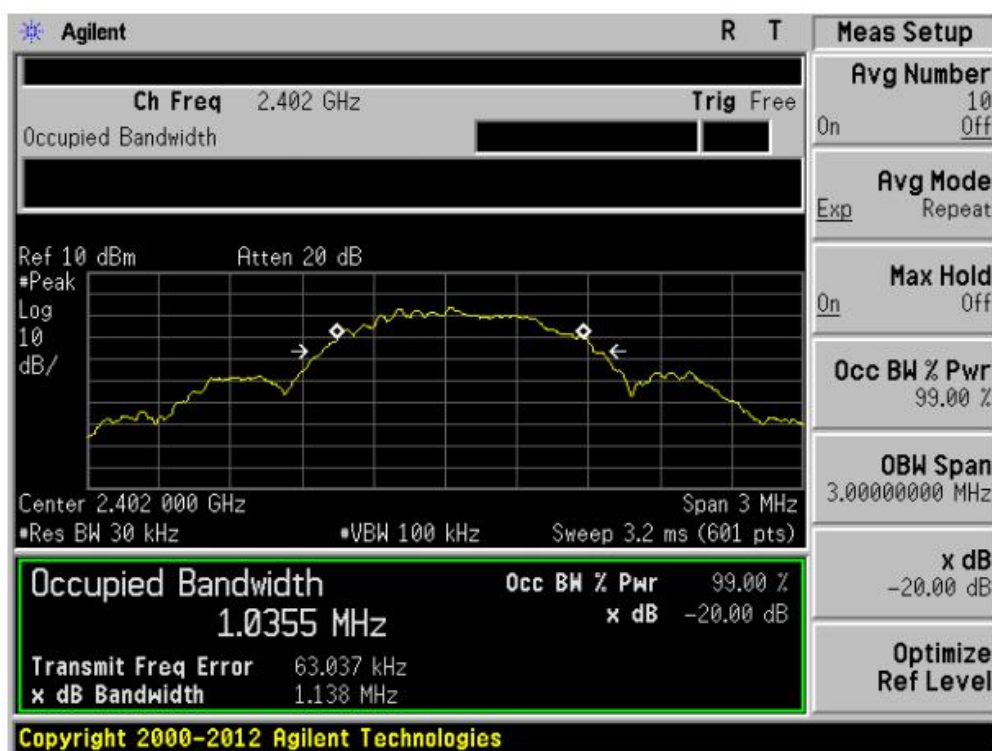 Agilent R T
Ch Freq 2.402 GHz Trig Free
Occupied Bandwidth
Ref 10 dBm Atten 20 dB
#Peak
Log
10
dB/
Center 2.402 000 GHz Span 3 MHz
#Res BW 30 kHz #VBW 100 kHz Sweep 3.2 ms (601 pts)
Occupied Bandwidth
1.0355 MHz
Occ BW % Pwr 99.00 %
x dB -20.00 dB
Transmit Freq Error 63.037 kHz
x dB Bandwidth 1.138 MHz
Copyright 2000-2012 Agilent Technologies
Meas Setup
Avg Number
10
On Off
Avg Mode
Exp Repeat
Max Hold
On Off
Occ BW % Pwr
99.00 %
OBW Span
3.00000000 MHz
x dB
-20.00 dB
Optimize
Ref Level